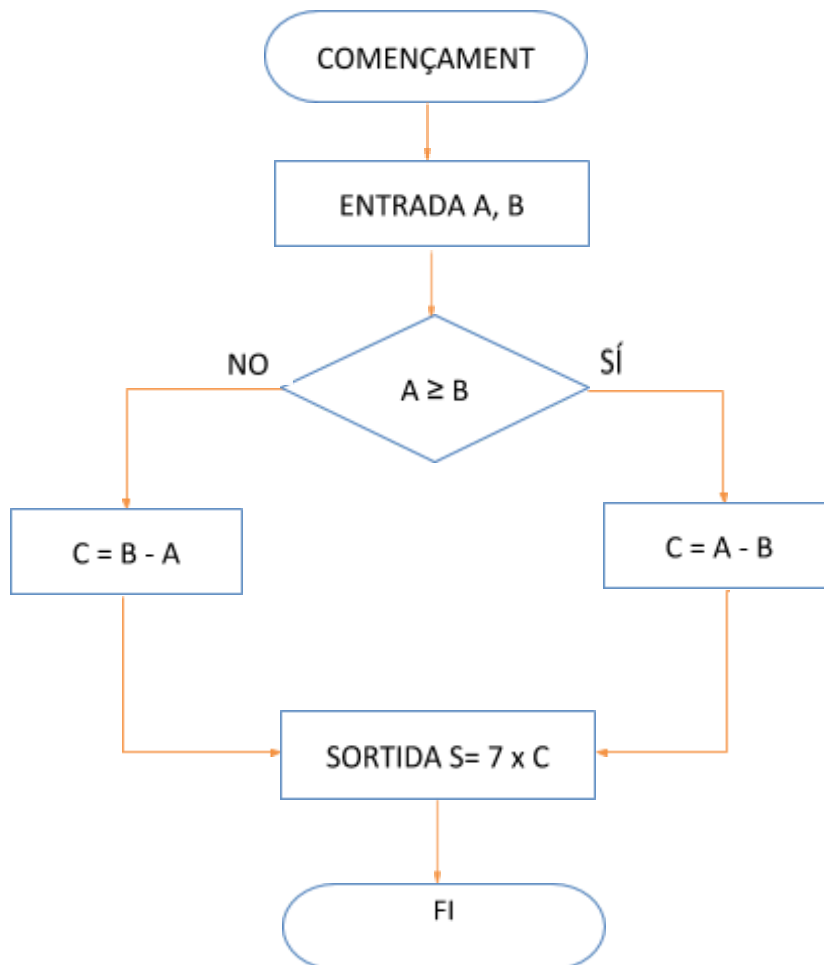 COMENÇAMENT
ENTRADA A, B
NO
SÍ
A ≥ B
C = B - A
C = A - B
SORTIDA S= 7 x C
FI